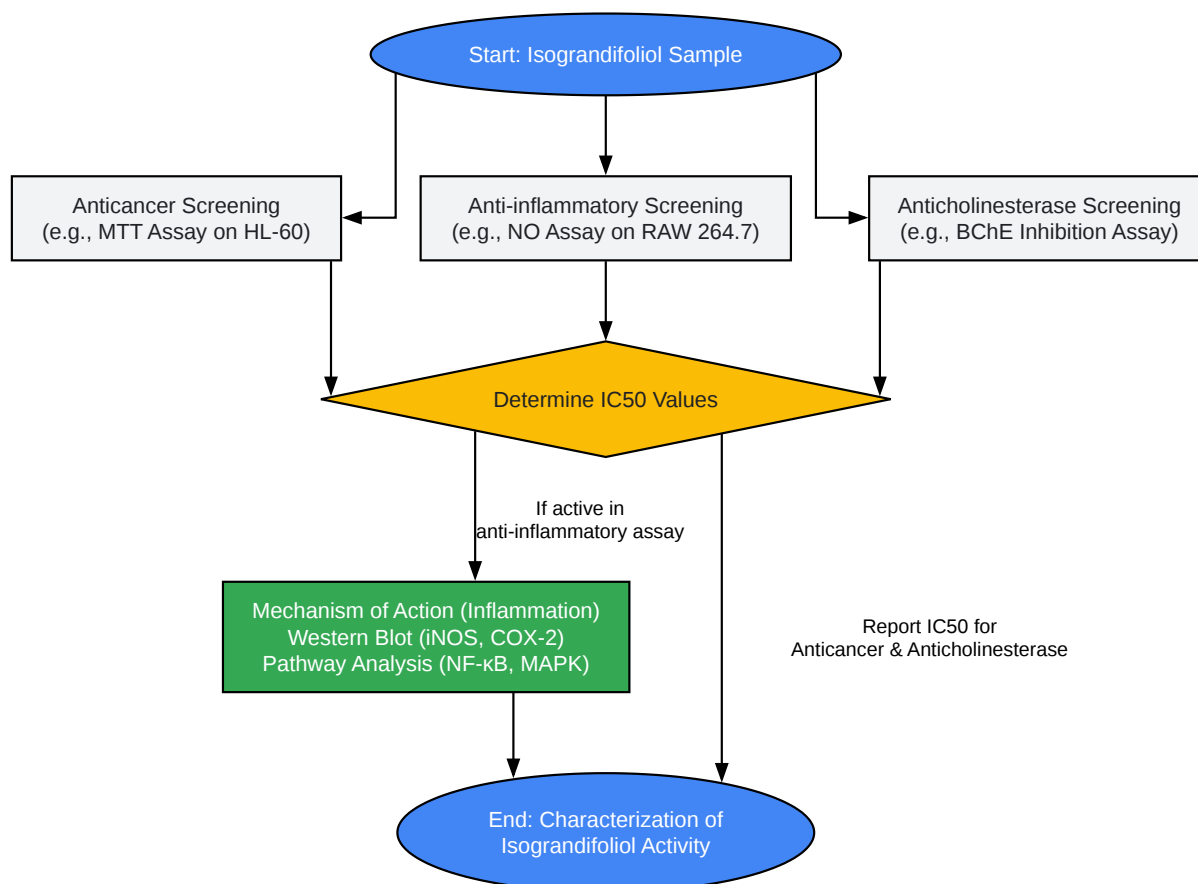 Start: Isograndifoliol Sample
Anticancer Screening
(e.g., MTT Assay on HL-60)
Anti-inflammatory Screening
(e.g., NO Assay on RAW 264.7)
Anticholinesterase Screening
(e.g., BChE Inhibition Assay)
Determine IC50 Values
If active in
anti-inflammatory assay
Mechanism of Action (Inflammation)
Western Blot (iNOS, COX-2)
Pathway Analysis (NF-κB, MAPK)
Report IC50 for
Anticancer & Anticholinesterase
End: Characterization of
Isograndifoliol Activity